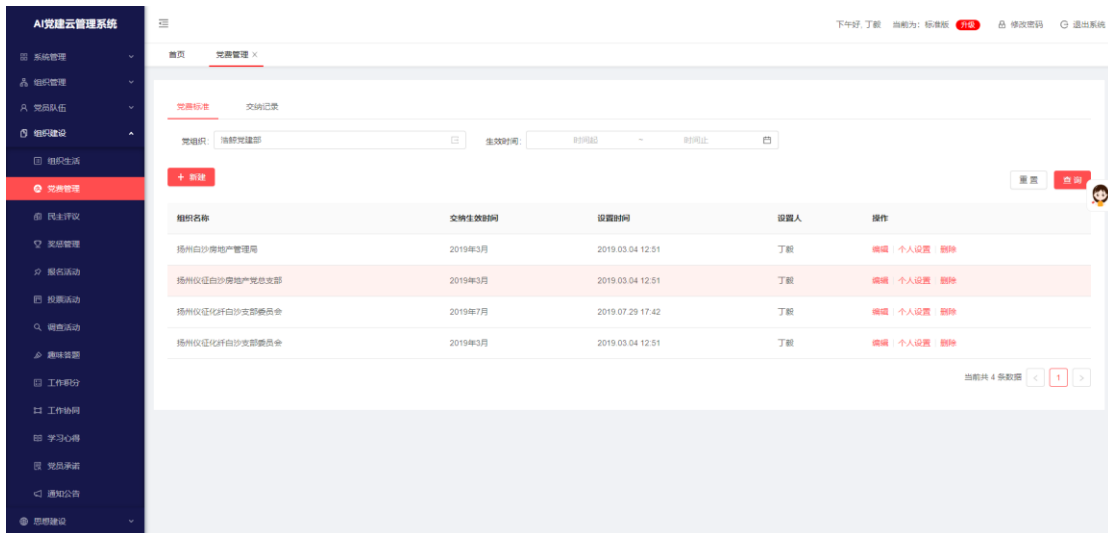 AI党建云管理系统
下午好, 丁毅 当前为: 标准版 升级 修改密码 退出系统
首页 党费管理 ×
系统管理
组织管理
党员队伍
组织建设
组织生活
党费管理
民主评议
奖惩管理
报名活动
投票活动
调查活动
趣味答题
工作积分
工作协同
学习心得
党员承诺
通知公告
思想建设
党费标准 交纳记录
党组织: 浩鲸党建部 生效时间: 时间起 ~ 时间止
+ 新建 重置 查询
组织名称 交纳生效时间 设置时间 设置人 操作
扬州白沙房地产管理局 2019年3月 2019.03.04 12:51 丁毅 编辑 个人设置 删除
扬州仪征白沙房地产党总支部 2019年3月 2019.03.04 12:51 丁毅 编辑 个人设置 删除
扬州仪征化纤白沙支部委员会 2019年7月 2019.07.29 17:42 丁毅 编辑 个人设置 删除
扬州仪征化纤白沙支部委员会 2019年3月 2019.03.04 12:51 丁毅 编辑 个人设置 删除
当前共 4 条数据 < 1 >